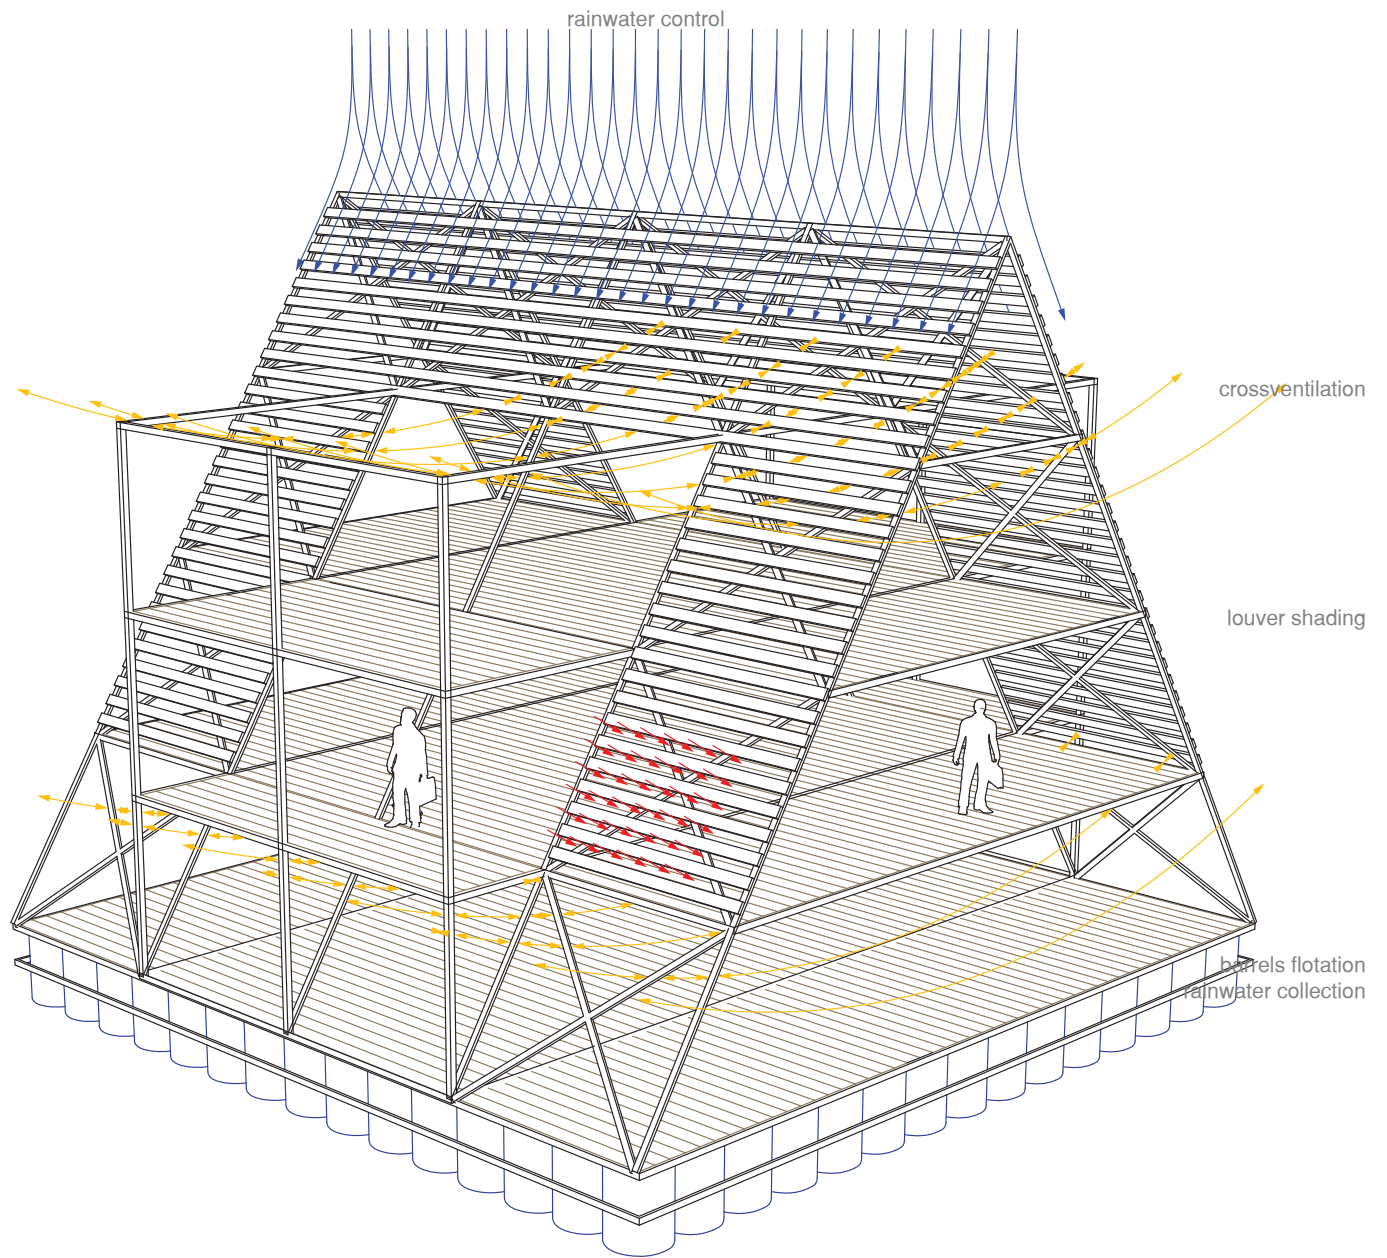 rainwater control
crossventilation
louver shading
barrels flotation
rainwater collection